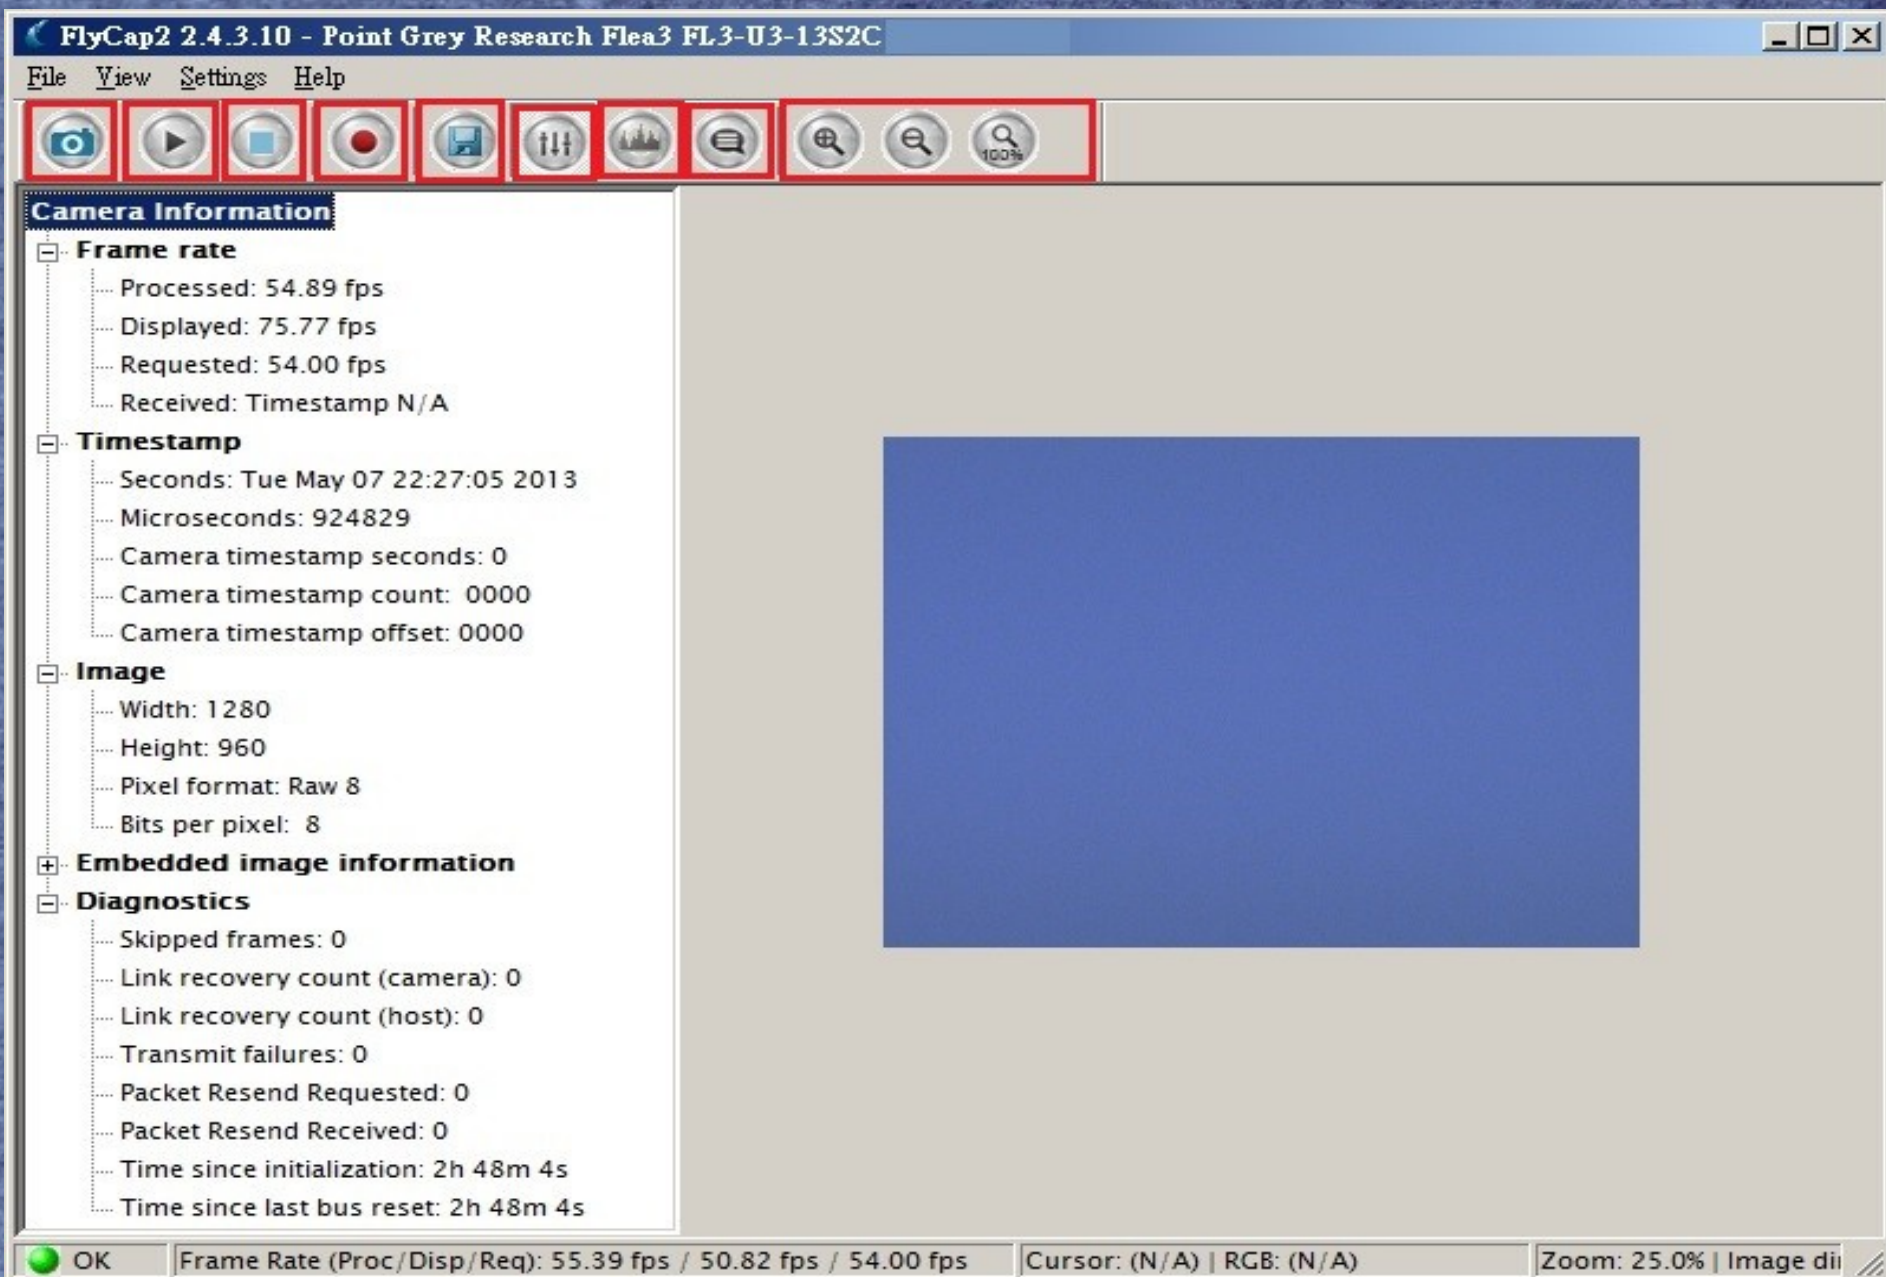 FlyCap2 2.4.3.10 - Point Grey Research Flea3 FL3-U3-13S2C
File View Settings Help
100%
Camera Information
Frame rate
Processed: 54.89 fps
Displayed: 75.77 fps
Requested: 54.00 fps
Received: Timestamp N/A
Timestamp
Seconds: Tue May 07 22:27:05 2013
Microseconds: 924829
Camera timestamp seconds: 0
Camera timestamp count: 0000
Camera timestamp offset: 0000
Image
Width: 1280
Height: 960
Pixel format: Raw 8
Bits per pixel: 8
Embedded image information
Diagnostics
Skipped frames: 0
Link recovery count (camera): 0
Link recovery count (host): 0
Transmit failures: 0
Packet Resend Requested: 0
Packet Resend Received: 0
Time since initialization: 2h 48m 4s
Time since last bus reset: 2h 48m 4s
OK Frame Rate (Proc/Disp/Req): 55.39 fps / 50.82 fps / 54.00 fps Cursor: (N/A) | RGB: (N/A) Zoom: 25.0% | Image di